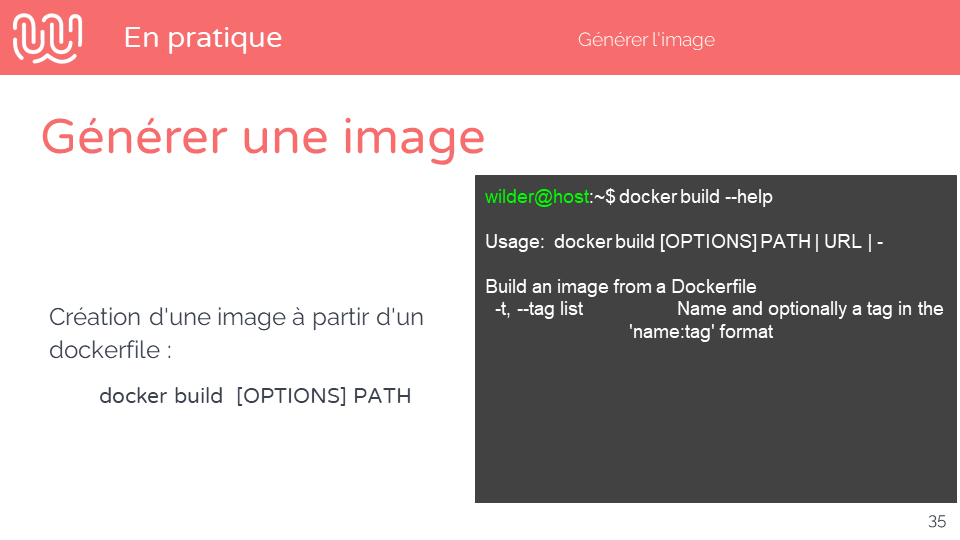 En pratique
Générer l'image
Générer une image
Création d'une image à partir d'un
dockerfile :
docker build [OPTIONS] PATH
wilder@host:~$ docker build --help
Usage: docker build [OPTIONS] PATH | URL | -
Build an image from a Dockerfile
-t, --tag list Name and optionally a tag in the
'name:tag' format
35